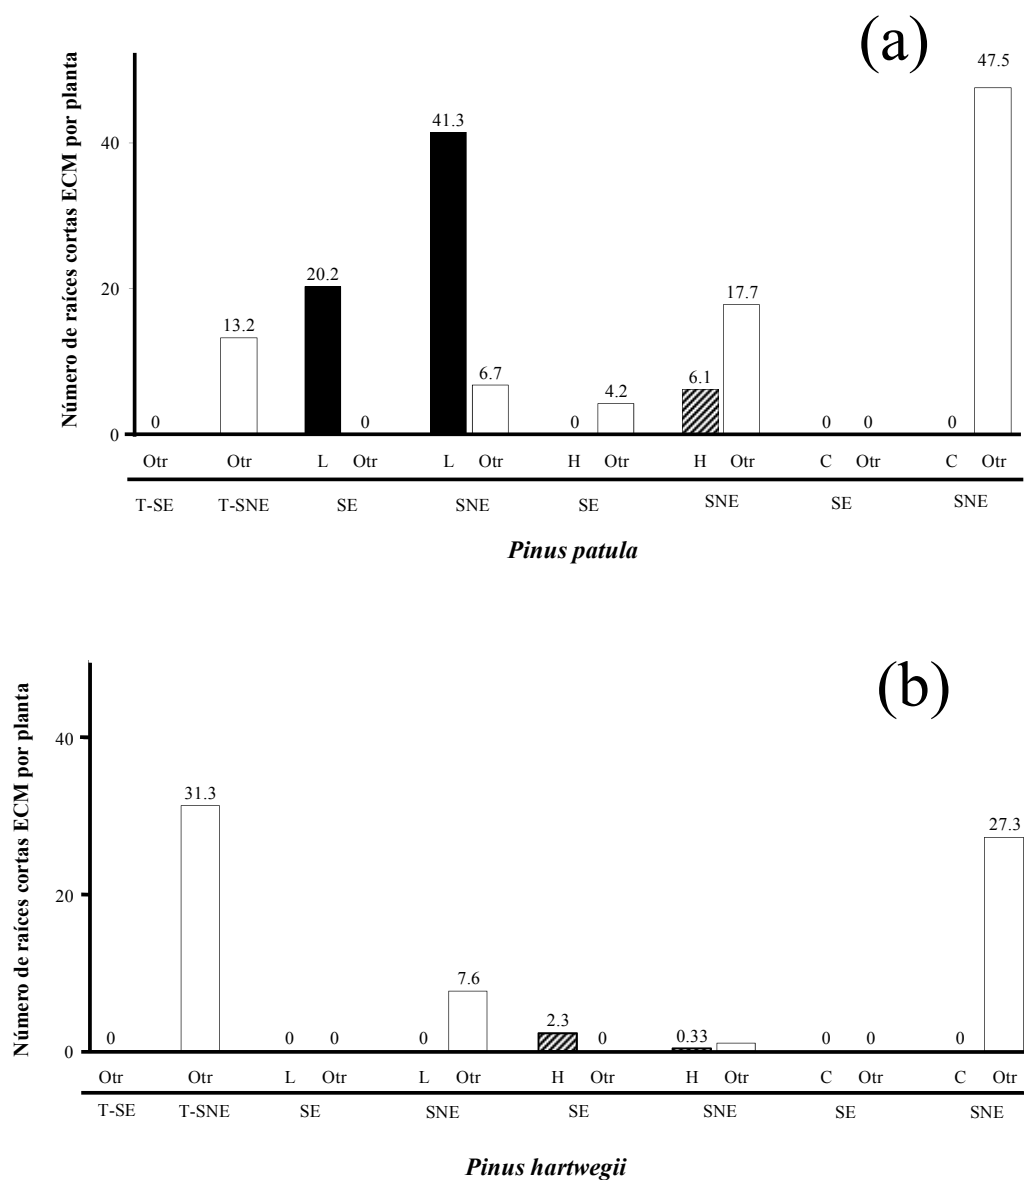 (a)
Número de raíces cortas ECM por planta
47.5
41.3
40
20.2
20
17.7
13.2
6.7
6.1
4.2
0 0 0 0 0 0 0
Otr Otr L Otr L Otr H Otr H Otr C Otr C Otr
T-SE T-SNE SE SNE SE SNE SE SNE
Pinus patula
(b)
Número de raíces cortas ECM por planta
40
31.3
27.3
20
7.6
2.3
0.33
0 0 0 0 0 0 0 0 0
Otr Otr L Otr L Otr H Otr H Otr C Otr C Otr
T-SE T-SNE SE SNE SE SNE SE SNE
Pinus hartwegii